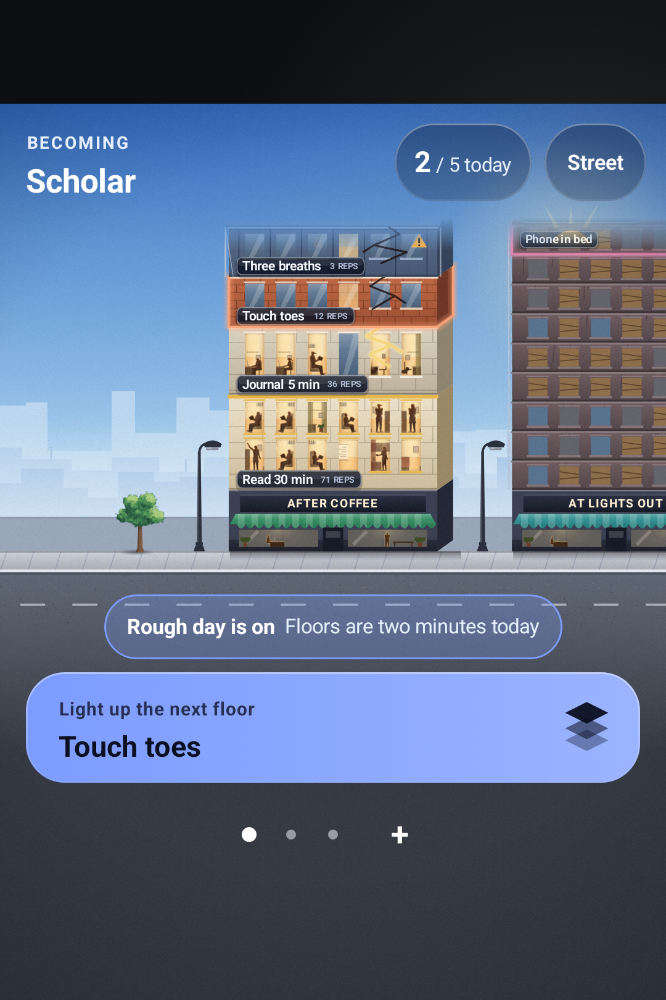 BECOMING
Scholar
2 / 5 today
Street
Phone in bed
Three breaths 3 REPS
Touch toes 12 REPS
Journal 5 min 36 REPS
Read 30 min 71 REPS
AFTER COFFEE
AT LIGHTS OUT
Rough day is on Floors are two minutes today
Light up the next floor
Touch toes